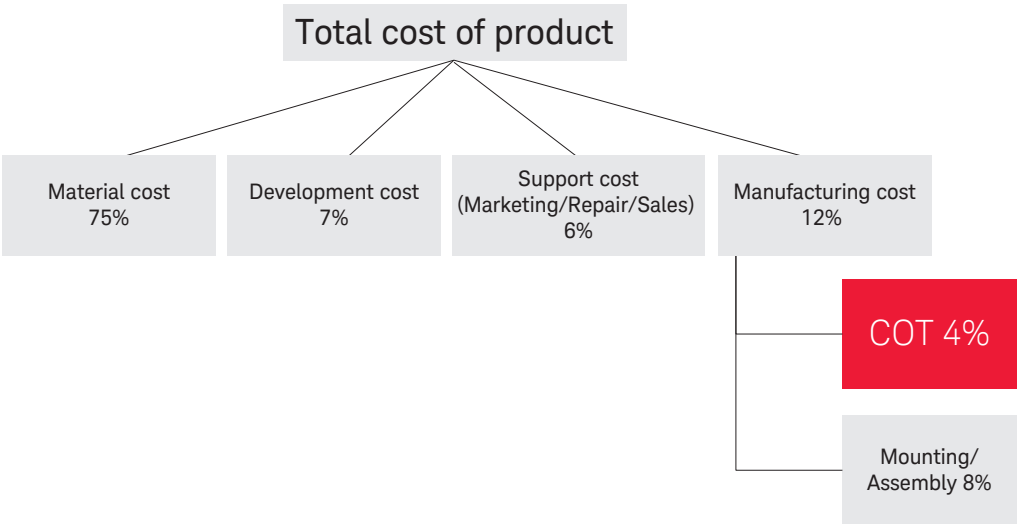 Total cost of product
Material cost
75%
Development cost
7%
Support cost
(Marketing/Repair/Sales)
6%
Manufacturing cost
12%
COT 4%
Mounting/
Assembly 8%